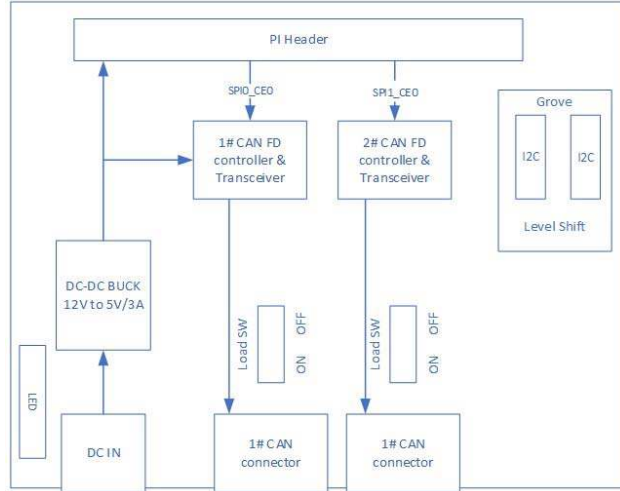 PI Header
SPI0_CE0
SPI1_CE0
Grove
I2C
I2C
Level Shift
1# CAN FD
controller &
Transceiver
2# CAN FD
controller &
Transceiver
DC-DC BUCK
12V to 5V/3A
Load SW
OFF
ON
Load SW
OFF
ON
LED
DC IN
1# CAN
connector
1# CAN
connector